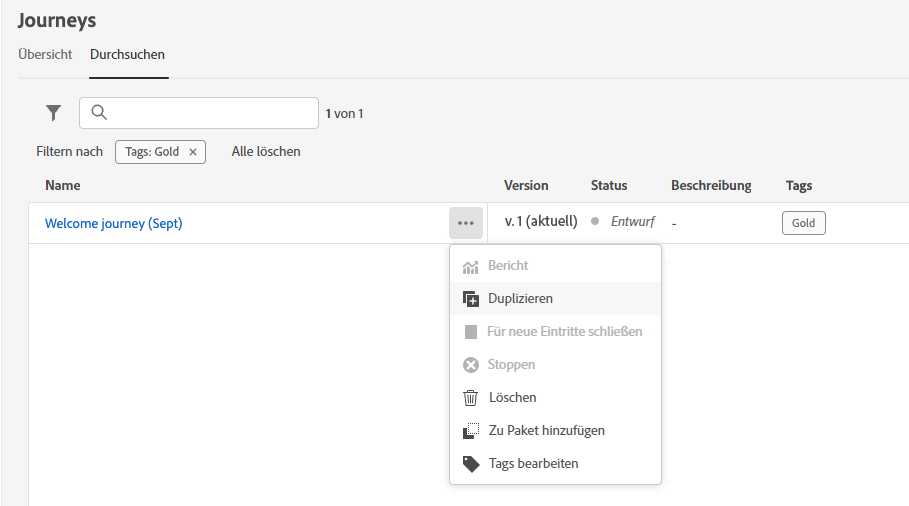 Journeys
Übersicht Durchsuchen
1 von 1
Filtern nach Tags: Gold × Alle löschen
Name Version Status Beschreibung Tags
Welcome journey (Sept) ••• v. 1 (aktuell) Entwurf - Gold
Bericht
Duplizieren
Für neue Eintritte schließen
Stoppen
Löschen
Zu Paket hinzufügen
Tags bearbeiten